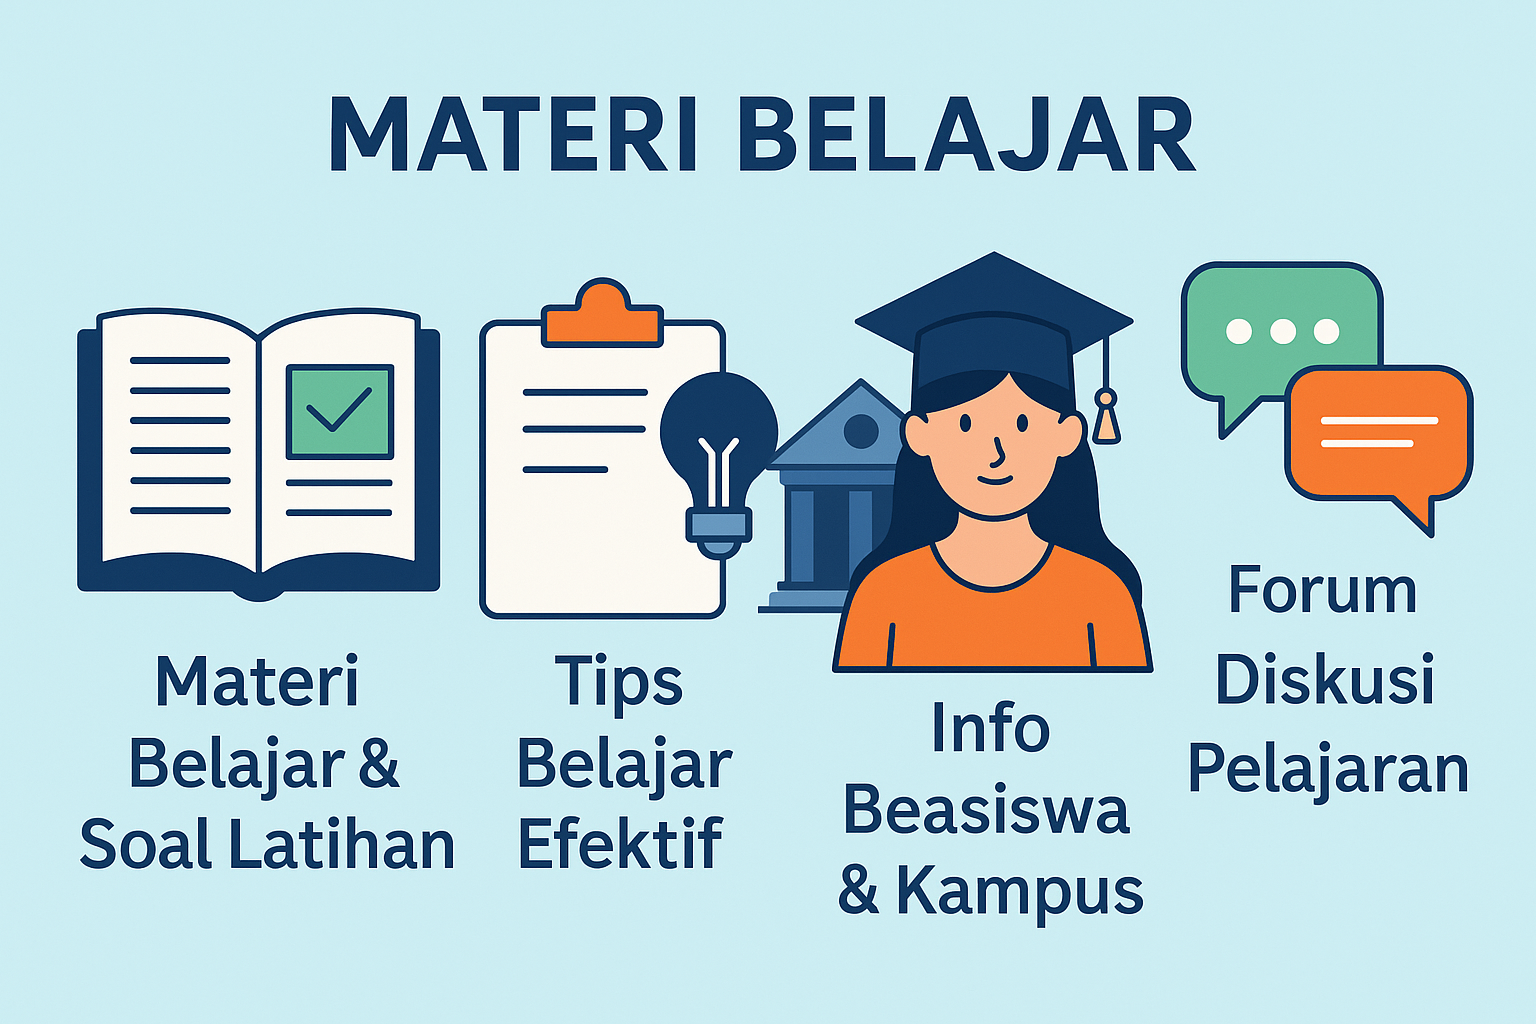 MATERI BELAJAR
Materi
Belajar &
Soal Latihan
Tips
Belajar
Efektif
Info
Beasiswa
& Kampus
Forum
Diskusi
Pelajaran